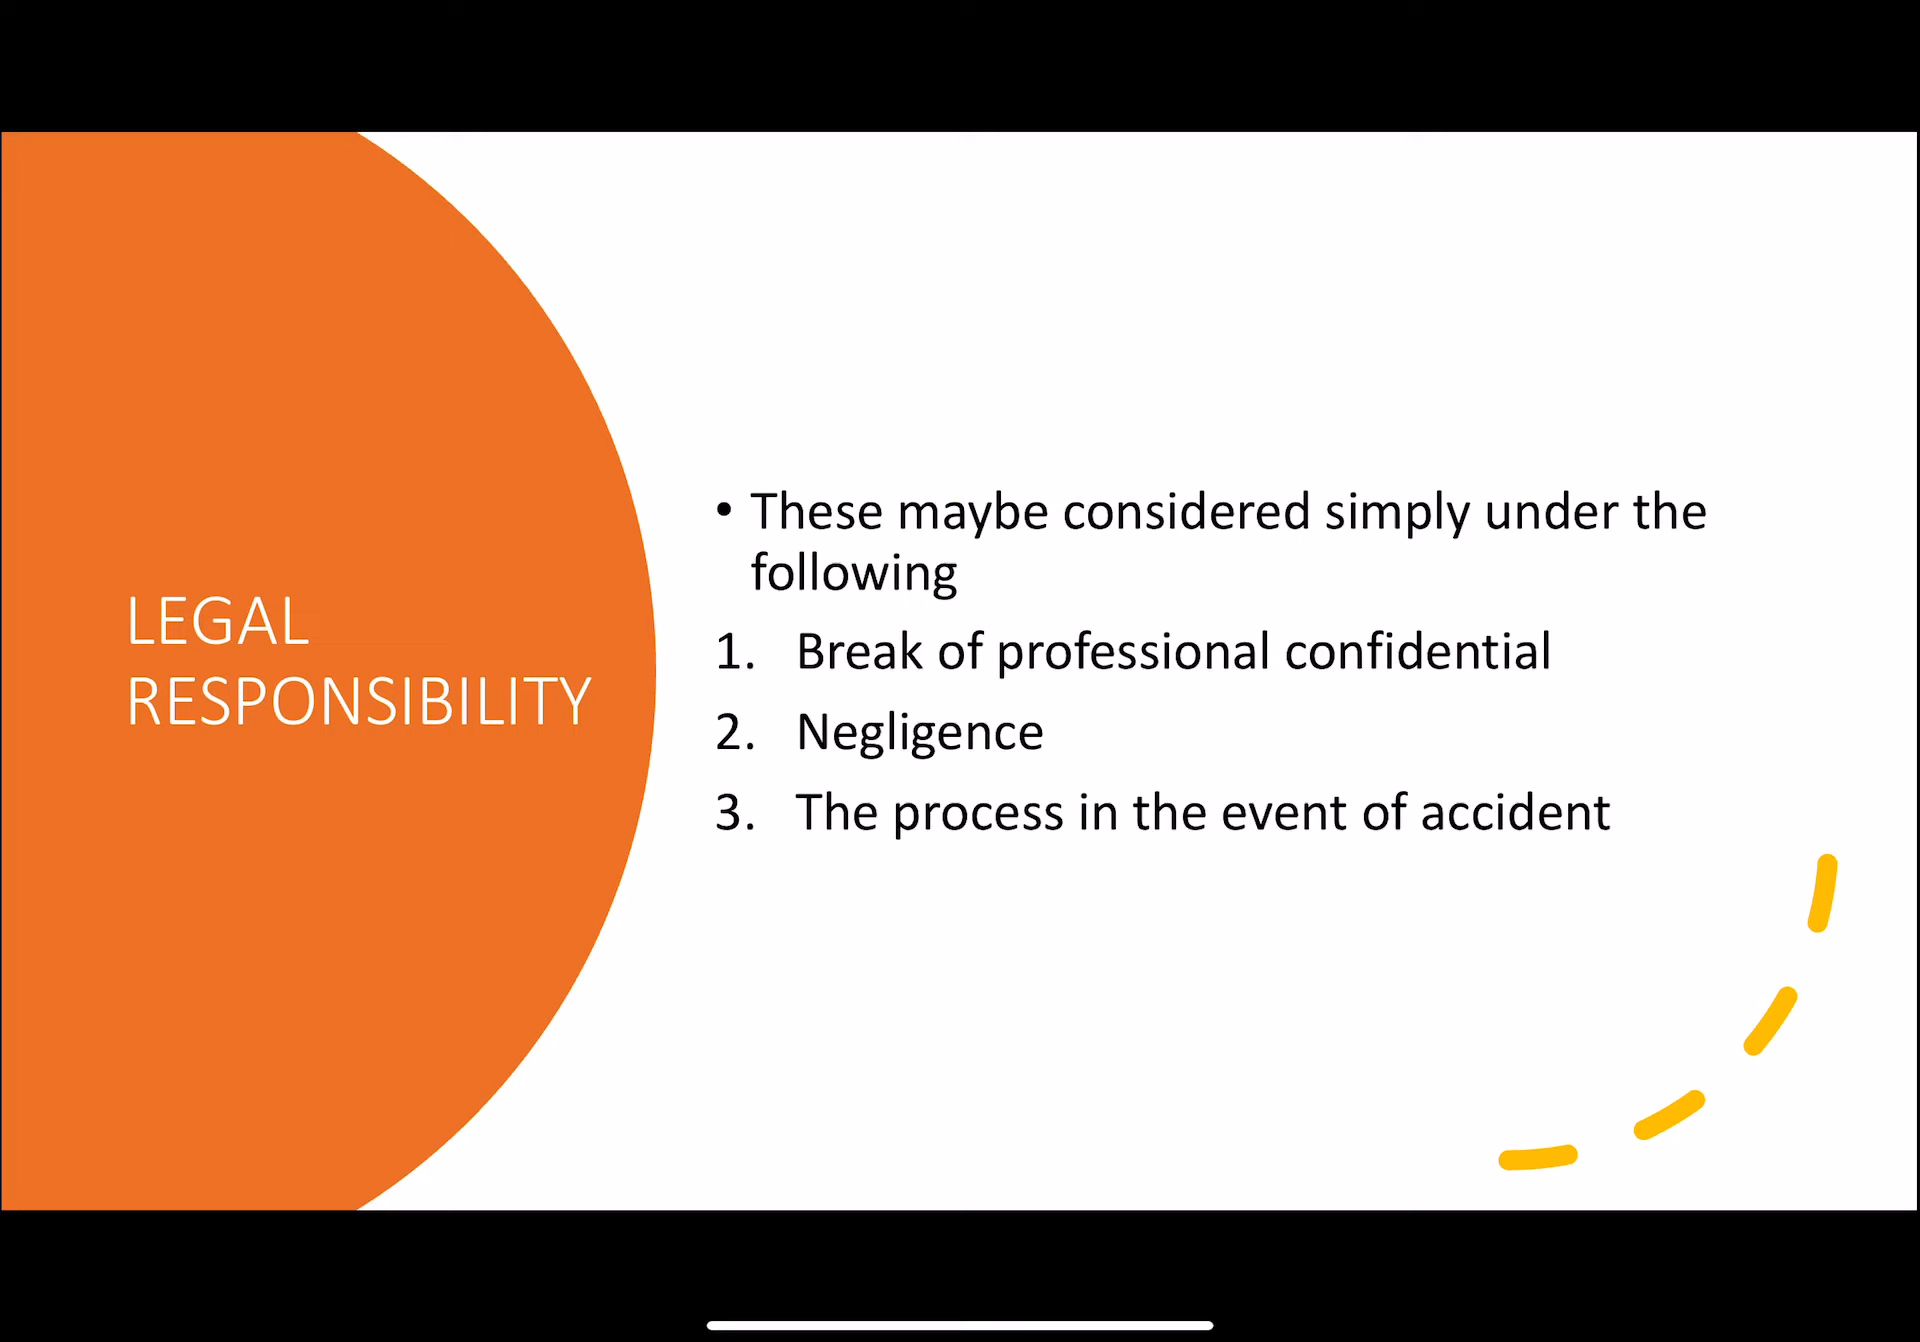 LEGAL
RESPONSIBILITY
• These maybe considered simply under the
following
1. Break of professional confidential
2. Negligence
3. The process in the event of accident